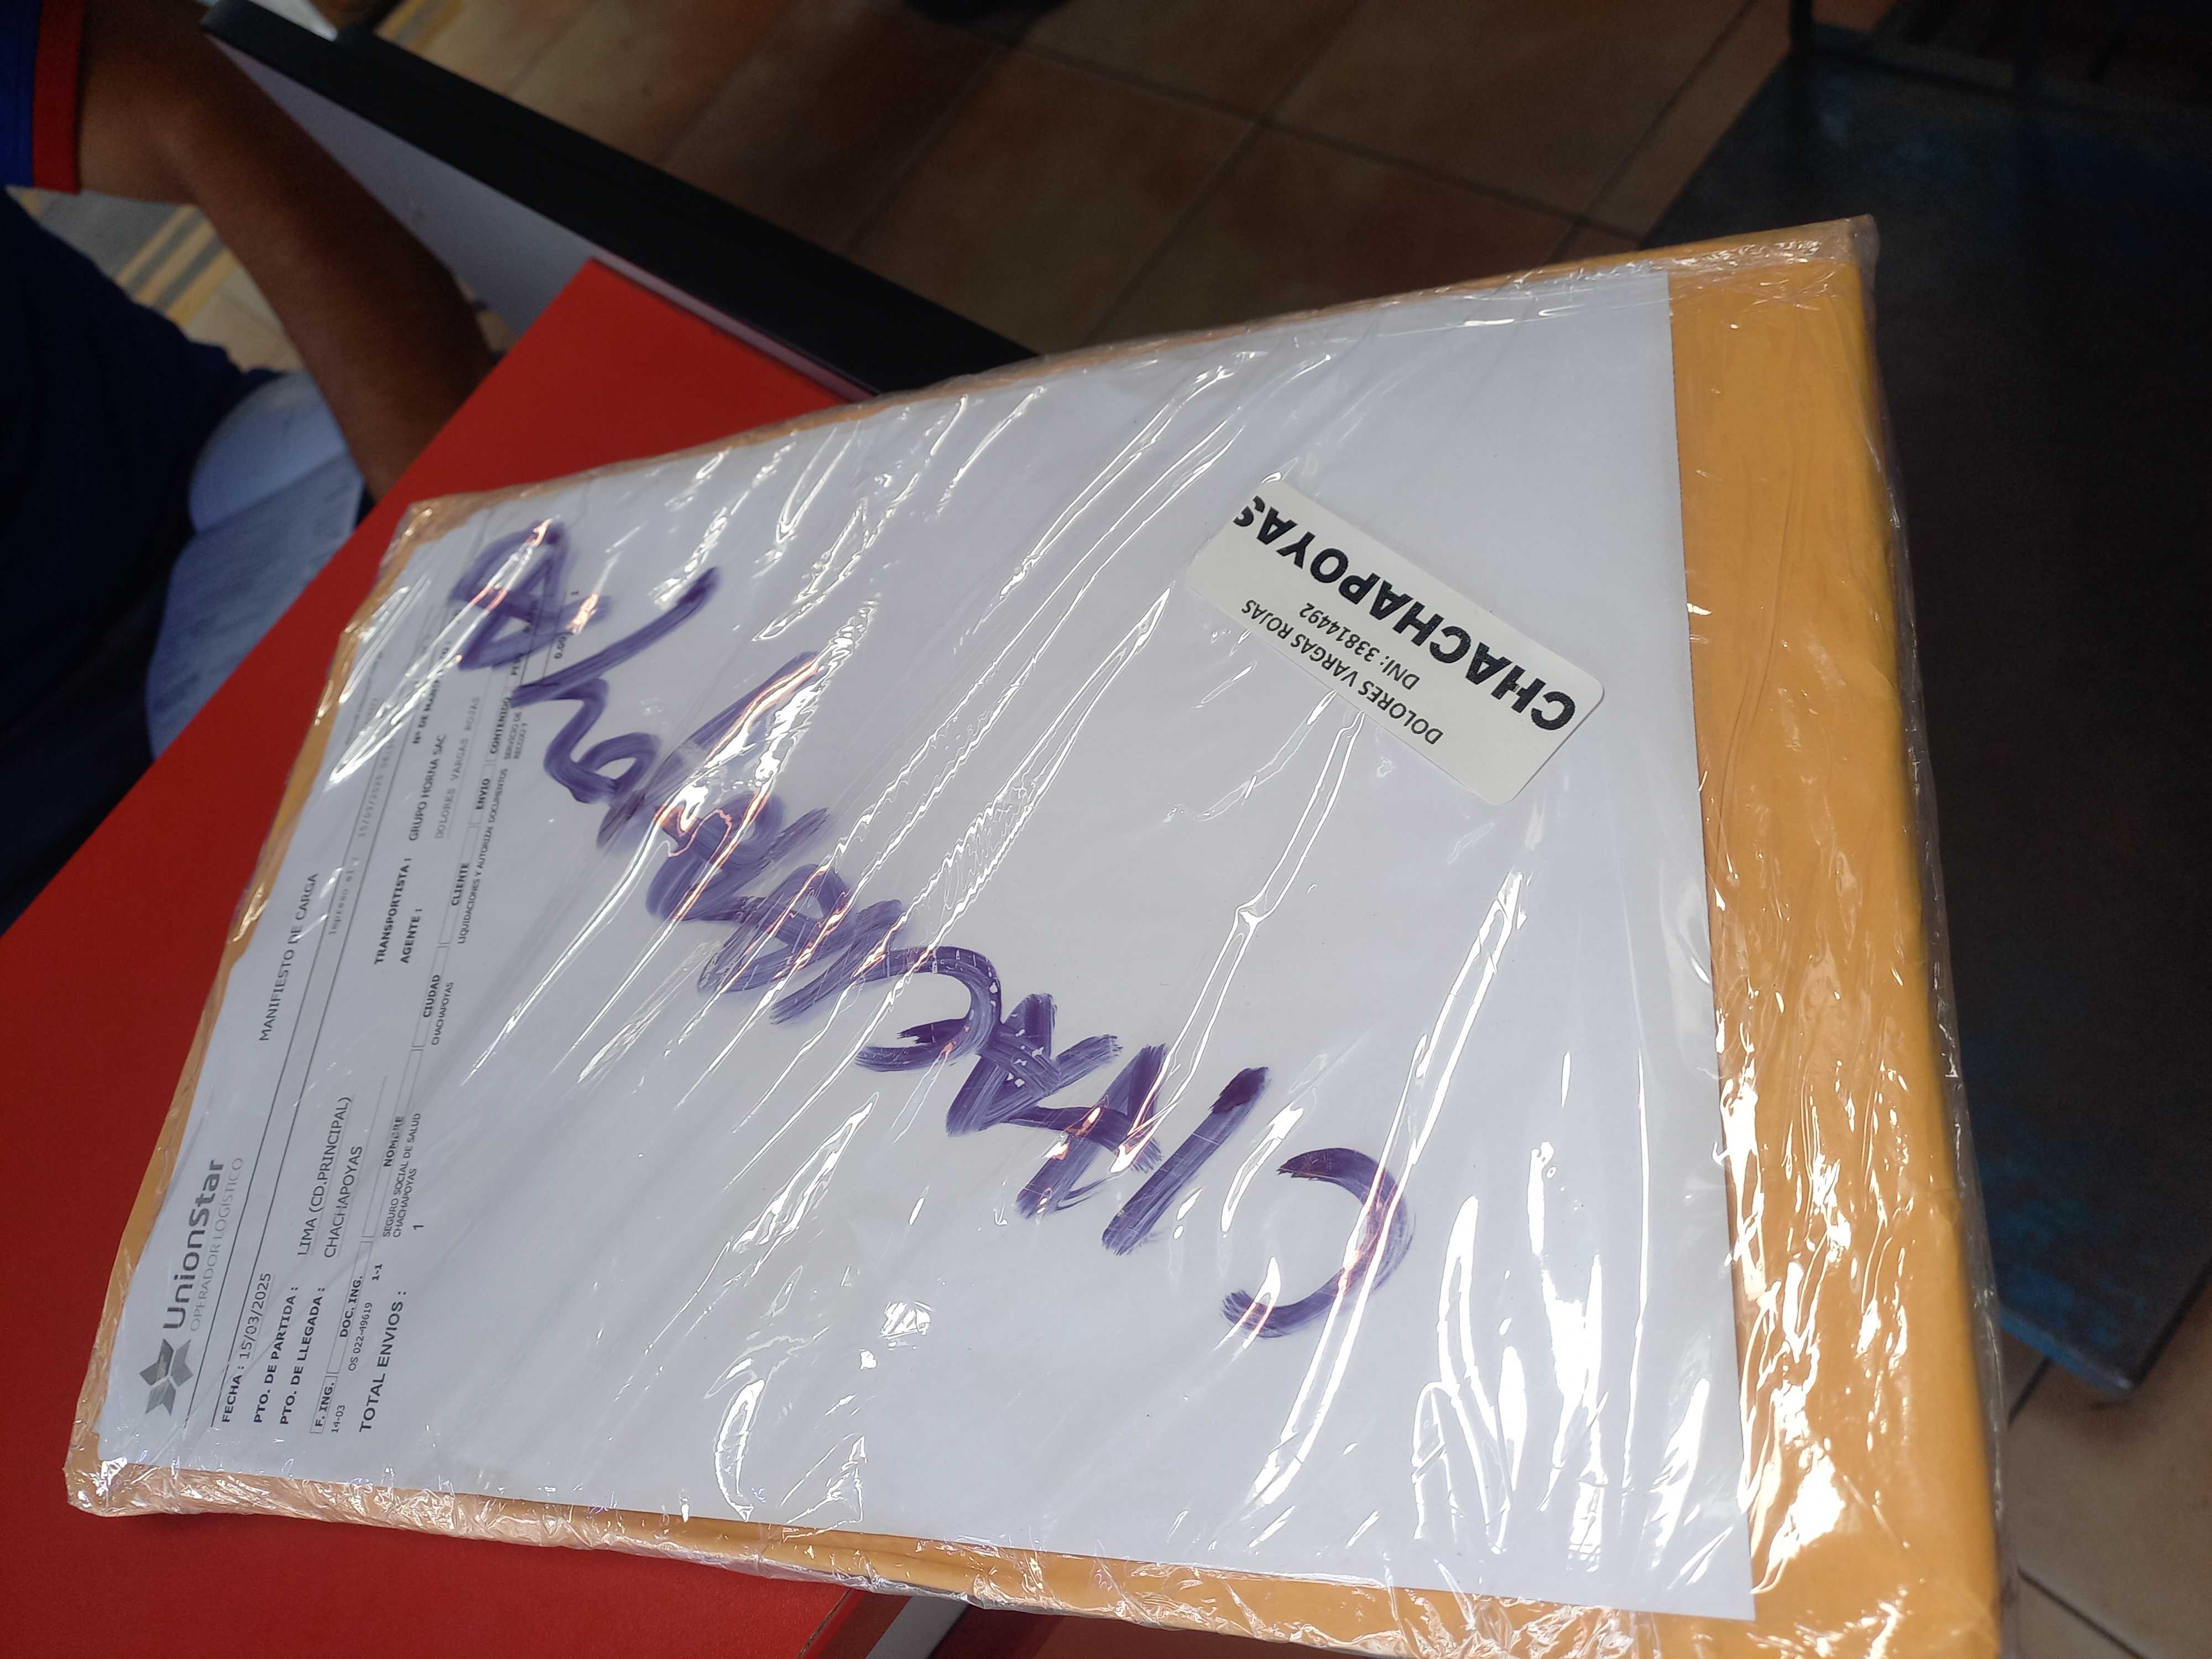 UnionStar
OPERADOR LOGISTICO
MANIFIESTO DE CARGA
FECHA : 15/03/2025
PTO. DE PARTIDA : LIMA (CD.PRINCIPAL)
PTO. DE LLEGADA : CHACHAPOYAS
TRANSPORTISTA : GRUPO HORNA SAC
AGENTE : DOLORES VARGAS ROJAS
F. ING. DOC. ING. NOMBRE CIUDAD CLIENTE ENVIO CONTENIDO
14-03 OS 022-49619 1-1 SEGURO SOCIAL DE SALUD CHACHAPOYAS LIQUIDACIONES Y AUTORIZA DOCUMENTOS SERVICIO DE
CHACHAPOYAS RECOJO Y
TOTAL ENVIOS : 1
DOLORES VARGAS ROJAS
DNI: 33814492
CHACHAPOYAS